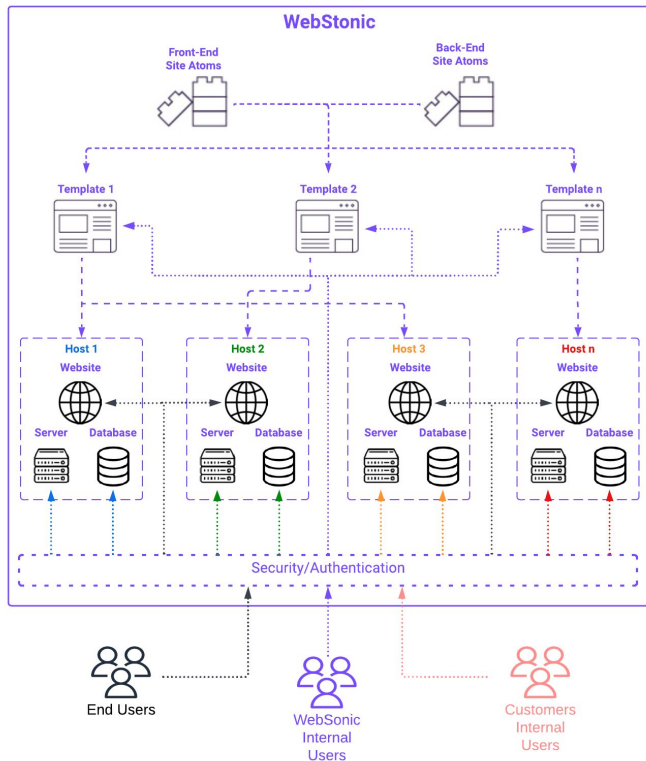 WebStonic
Front-End
Site Atoms
Back-End
Site Atoms
Template 1
Template 2
Template n
Host 1
Website
Server
Database
Host 2
Website
Server
Database
Host 3
Website
Server
Database
Host n
Website
Server
Database
Security/Authentication
End Users
WebSonic
Internal
Users
Customers
Internal
Users